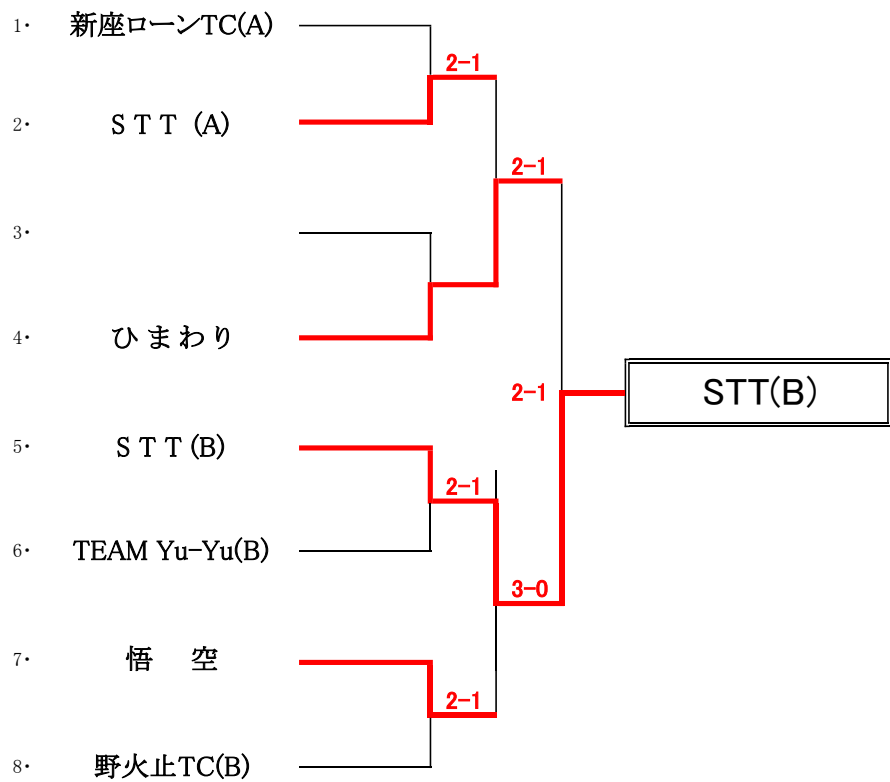 1・ 新座ローンTC(A)
2-1
2・ S T T (A)
2-1
3・
4・ ひ ま わ り
2-1
STT(B)
5・ S T T (B)
2-1
6・ TEAM Yu-Yu(B)
3-0
7・ 悟 空
2-1
8・ 野火止TC(B)